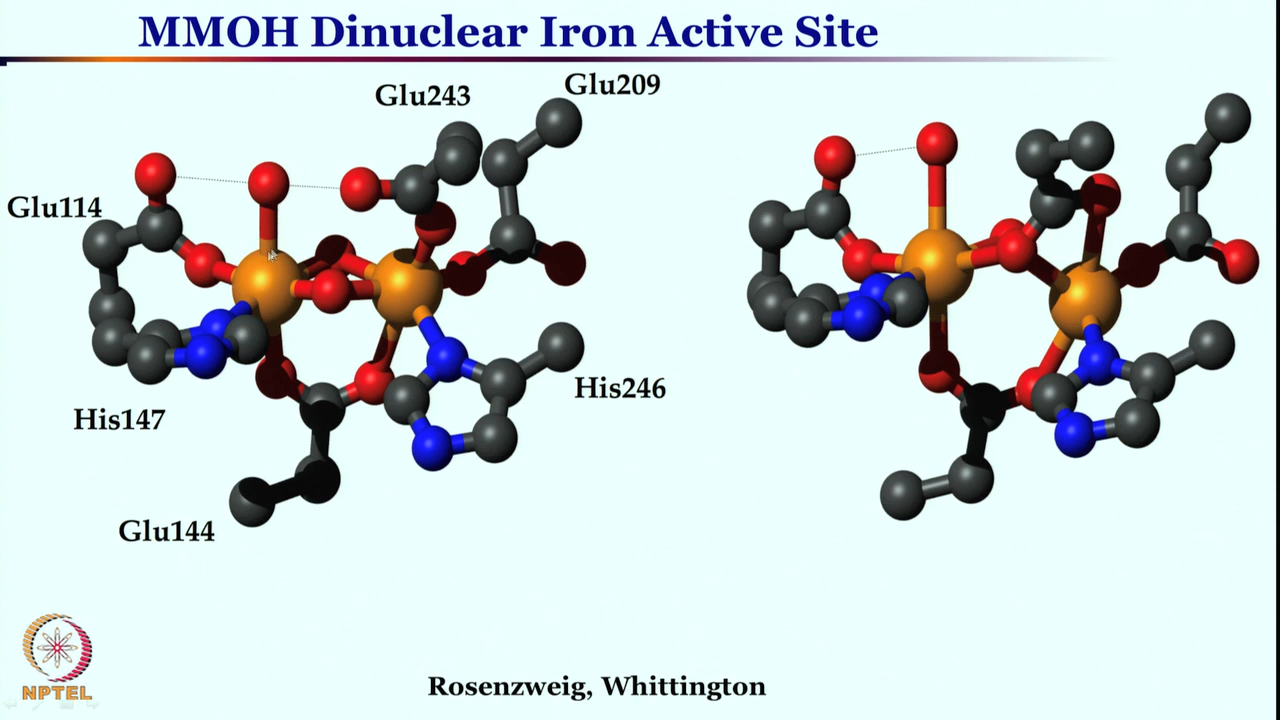 MMOH Dinuclear Iron Active Site
Glu243
Glu209
Glu114
His147
His246
Glu144
NPTEL
Rosenzweig, Whittington